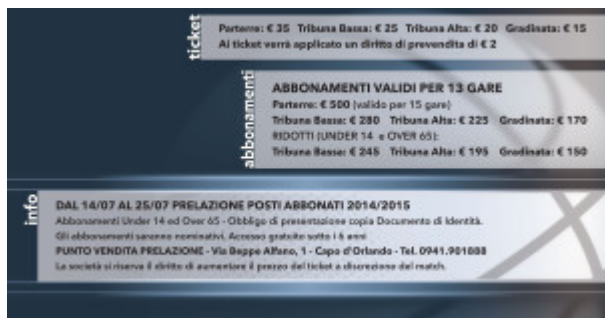 ticket
Parterre: € 35 Tribuna Bassa: € 25 Tribuna Alta: € 20 Gradinata: € 15
Ai ticket verrà applicato un diritto di prevendita di € 2
abbonamenti
ABBONAMENTI VALIDI PER 13 GARE
Parterre: € 500 (valido per 15 gare)
Tribuna Bassa: € 280 Tribuna Alta: € 225 Gradinata: € 170
RIDOTTI (UNDER 14 e OVER 65):
Tribuna Bassa: € 245 Tribuna Alta: € 195 Gradinata: € 150
info
DAL 14/07 AL 25/07 PRELAZIONE POSTI ABBONATI 2014/2015
Abbonamenti Under 14 ed Over 65 - Obbligo di presentazione copia Documento di Identità.
Gli abbonamenti saranno nominativi. Accesso gratuito sotto i 6 anni
PUNTO VENDITA PRELAZIONE - Via Beppe Alfano, 1 - Capo d'Orlando - Tel. 0941.901888
La società si riserva il diritto di aumentare il prezzo del ticket a discrezione del match.